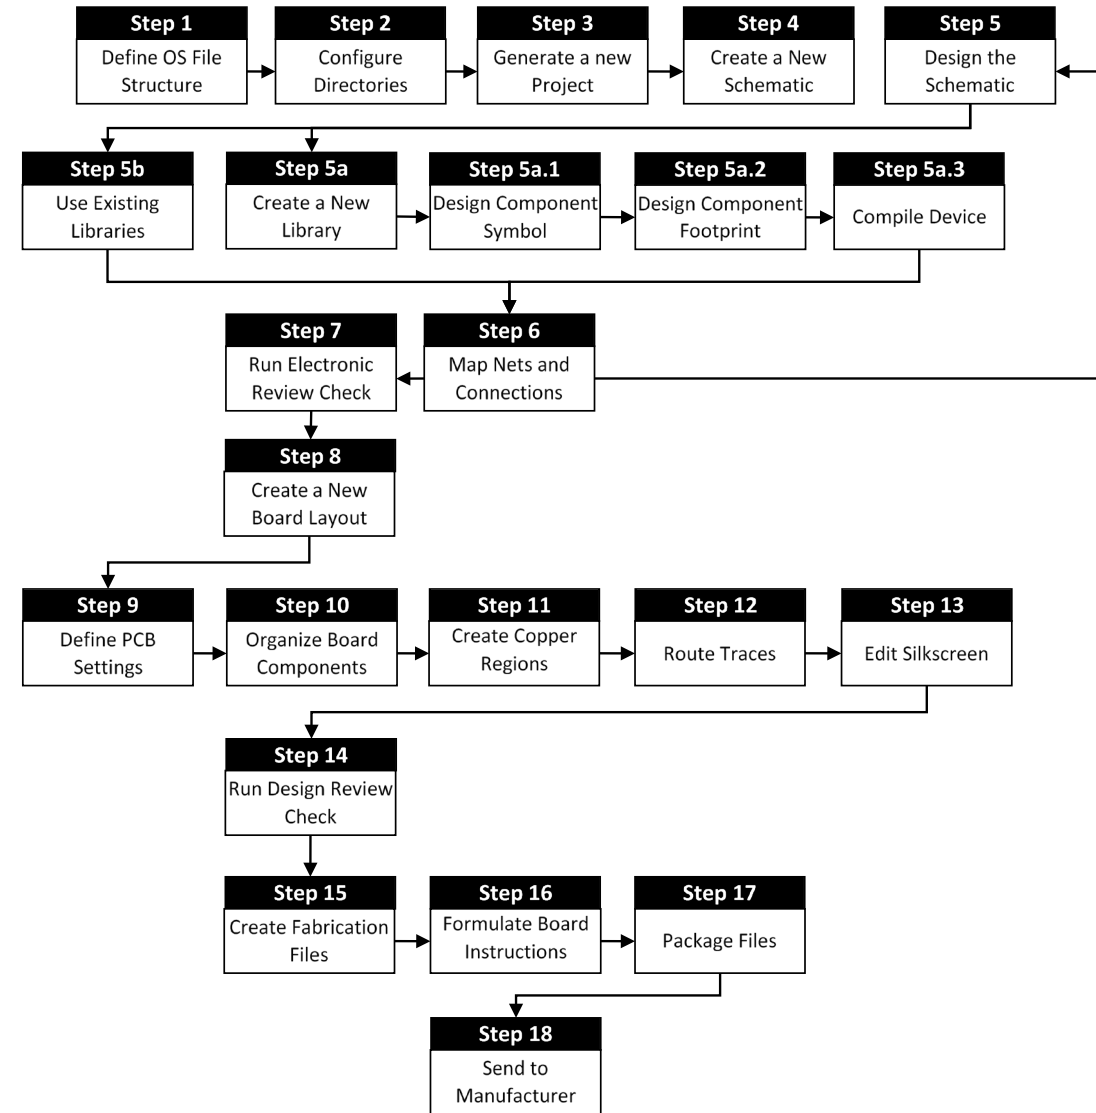 Step 1
Define OS File
Structure
Step 2
Configure
Directories
Step 3
Generate a new
Project
Step 4
Create a New
Schematic
Step 5
Design the
Schematic
Step 5b
Use Existing
Libraries
Step 5a
Create a New
Library
Step 5a.1
Design Component
Symbol
Step 5a.2
Design Component
Footprint
Step 5a.3
Compile Device
Step 7
Run Electronic
Review Check
Step 6
Map Nets and
Connections
Step 8
Create a New
Board Layout
Step 9
Define PCB
Settings
Step 10
Organize Board
Components
Step 11
Create Copper
Regions
Step 12
Route Traces
Step 13
Edit Silkscreen
Step 14
Run Design Review
Check
Step 15
Create Fabrication
Files
Step 16
Formulate Board
Instructions
Step 17
Package Files
Step 18
Send to
Manufacturer